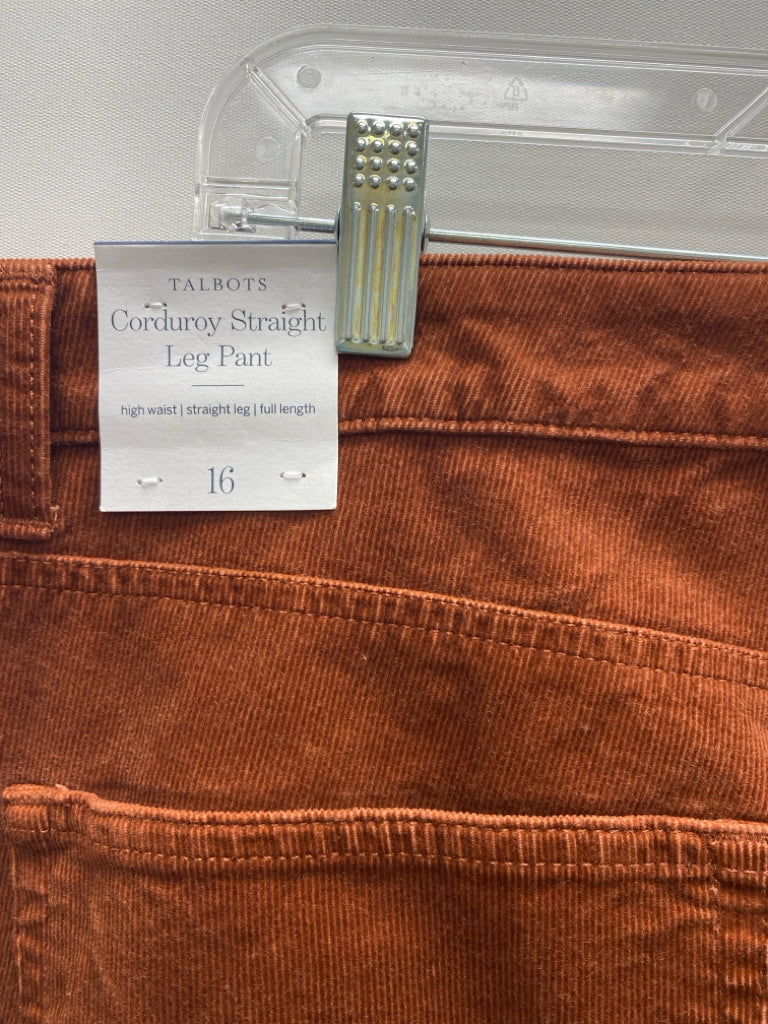 TALBOTS
Corduroy Straight
Leg Pant
high waist | straight leg | full length
16